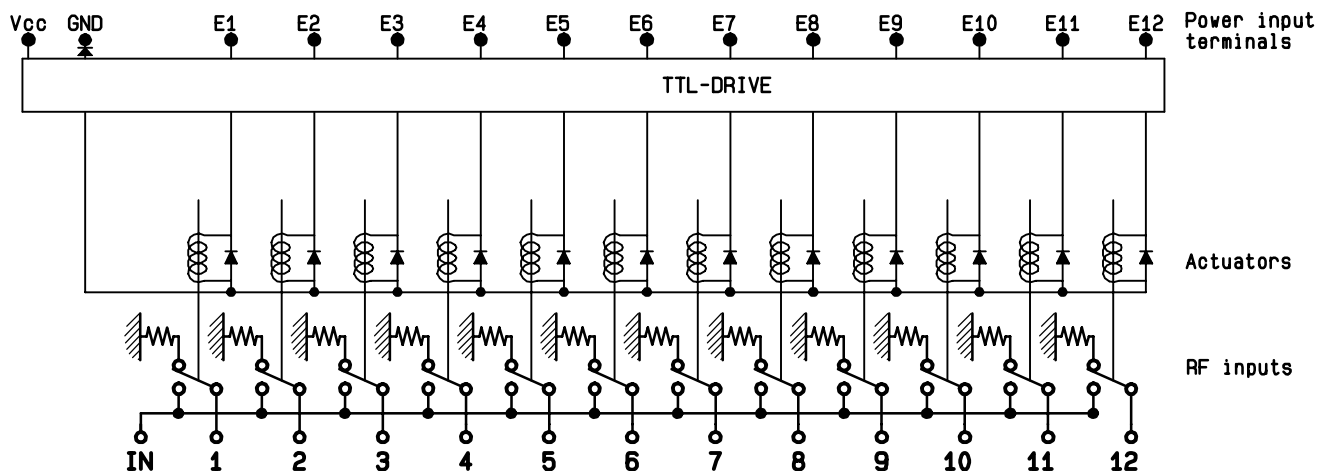 Vcc GND E1 E2 E3 E4 E5 E6 E7 E8 E9 E10 E11 E12 Power input
terminals
TTL-DRIVE
Actuators
RF inputs
IN 1 2 3 4 5 6 7 8 9 10 11 12